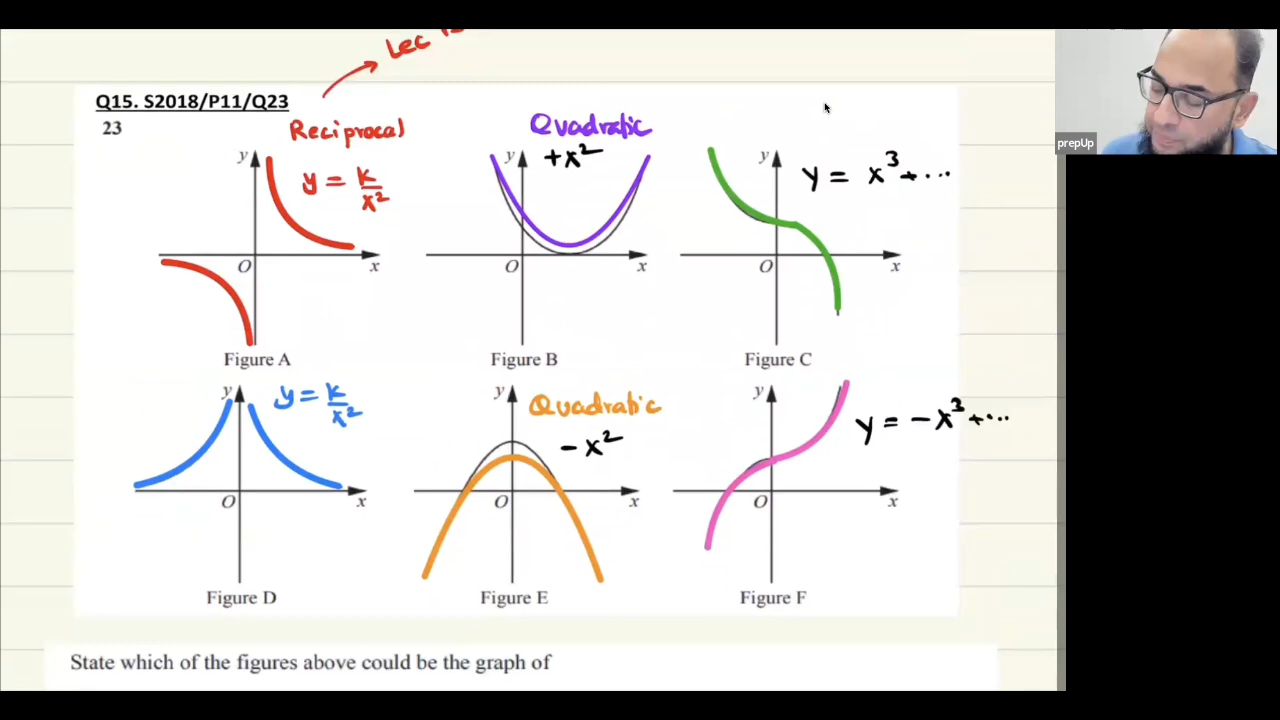 Lec
Q15. S2018/P11/Q23
23
Reciprocal
y = k/x²
y
O
x
Figure A
Quadratic
+x²
y
O
x
Figure B
y = x³+...
y
O
x
Figure C
prepUp
y = k/x²
y
O
x
Figure D
Quadratic
-x²
y
O
x
Figure E
y = -x³+...
y
O
x
Figure F
State which of the figures above could be the graph of